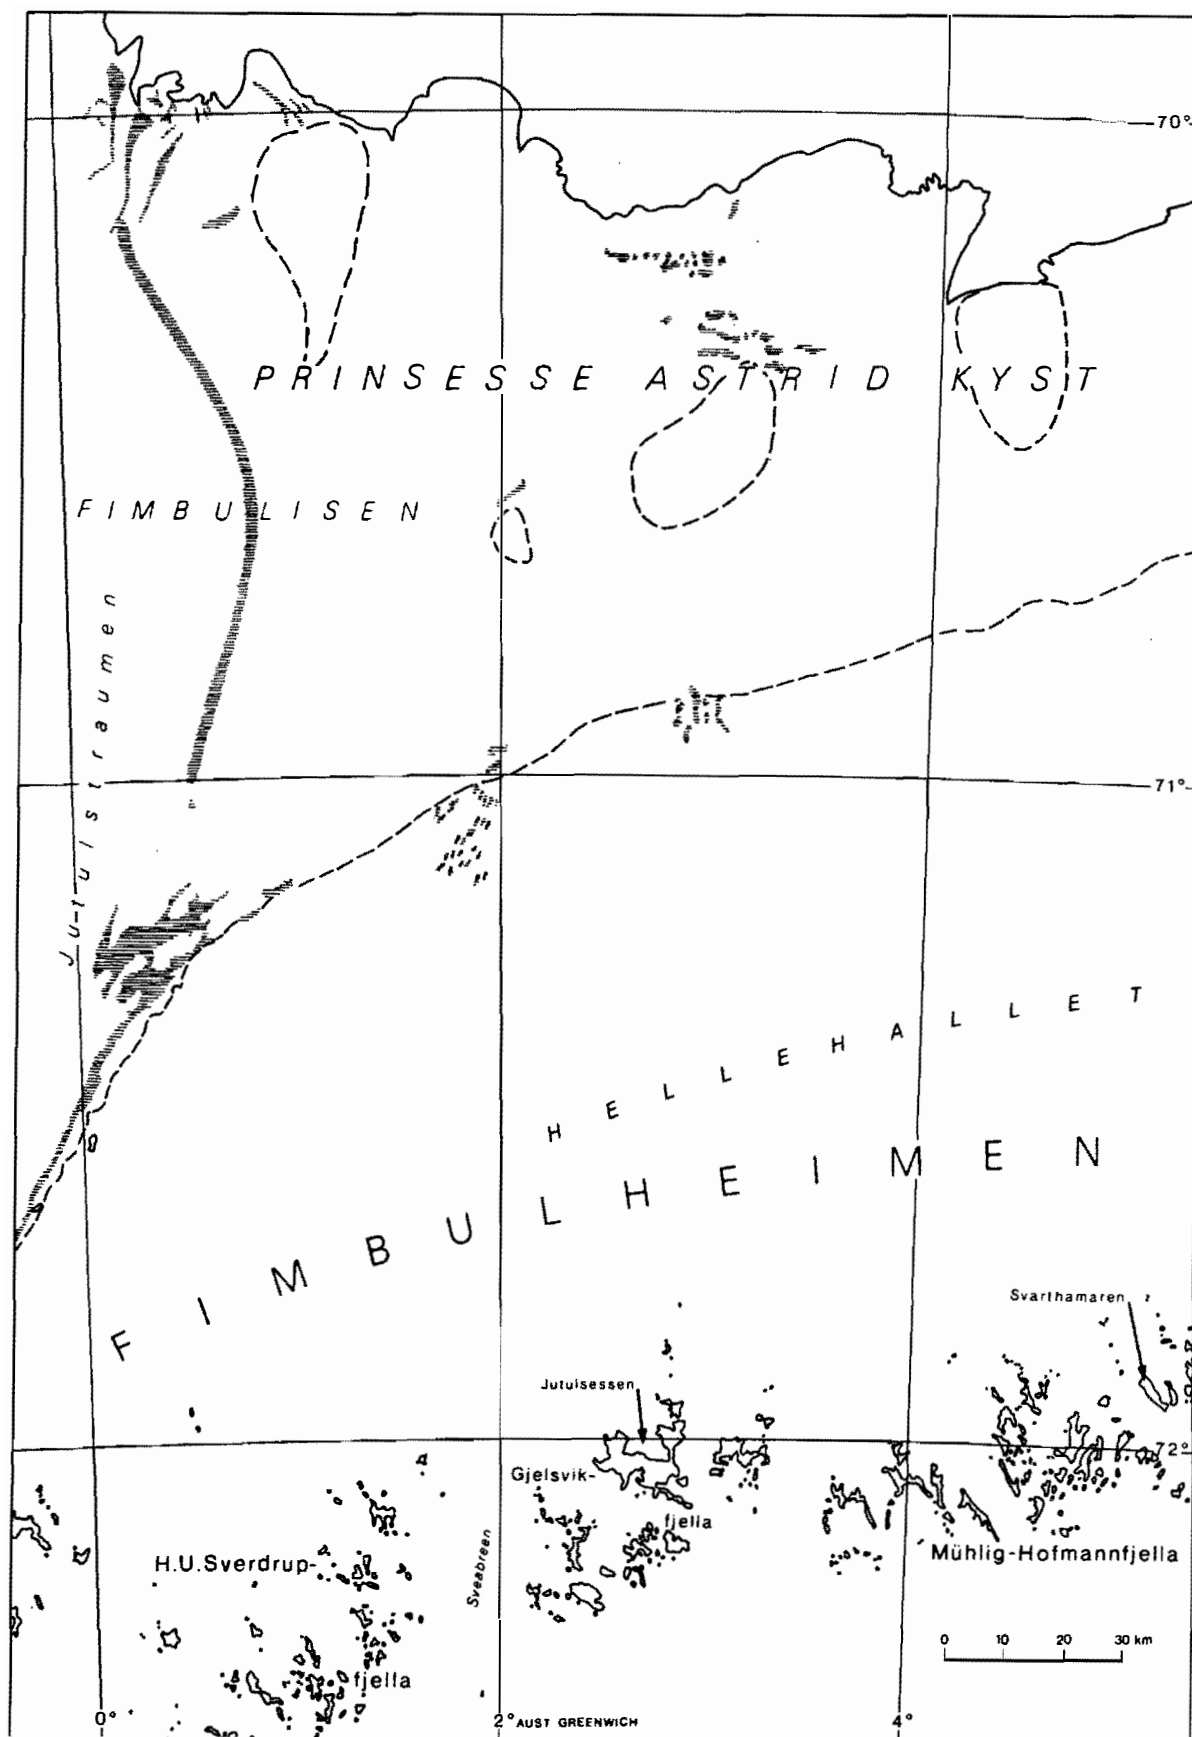 70°
PRINSESSE ASTRID KYST
FIMBULISEN
Jutulstraumen
71°
HELLEHALLET
FIMBULHEIMEN
Svarthamaren
Jutulsessen
72°
Gjelsvik-
fjella
Mühlig-Hofmannfjella
H.U.Sverdrup-
fjella
Sveabreen
0 10 20 30 km
0° 2° AUST GREENWICH 4°